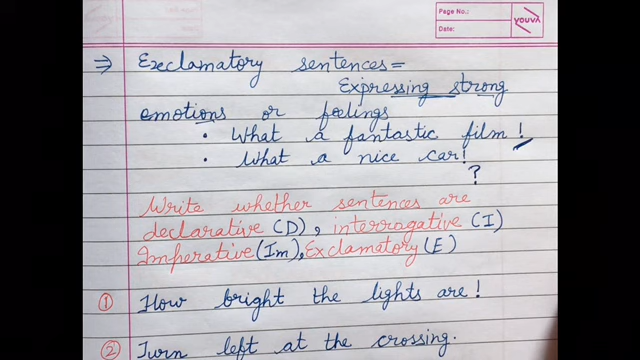 Page No.:
Date:
YOUVA
⇒ Exclamatory sentences =
Expressing strong
emotions or feelings
• What a fantastic film!
• What a nice car!
?
Write whether sentences are
declarative (D), interragative (I)
Imperative (Im), Exclamatory (E)
① How bright the lights are!
② Turn left at the crossing.